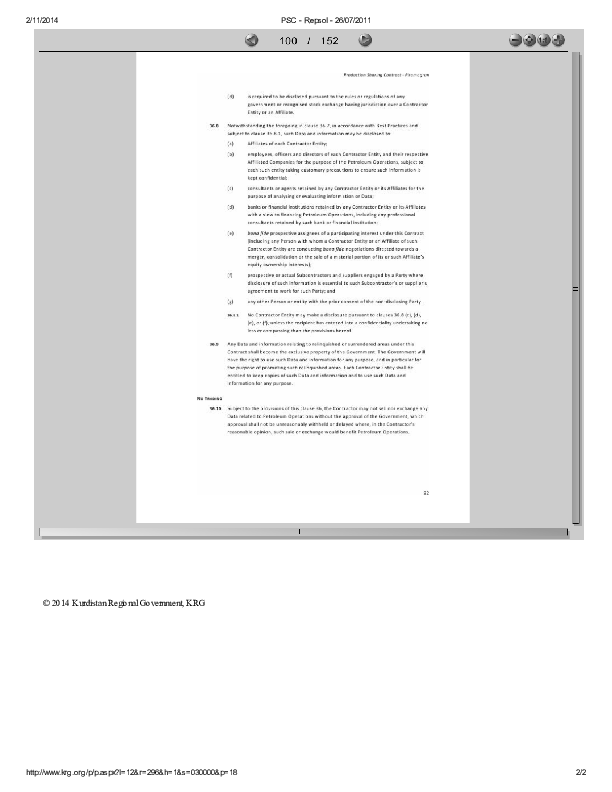 2/11/2014 PSC - Repsol - 26/07/2011
100 / 152
Production Sharing Contract -
(d) is required to be disclosed pursuant to the rules or regulations of any
government or recognised stock exchange having jurisdiction over a Contractor
Entity or an Affiliate.
36.8 Notwithstanding the foregoing in clause 36.7, in accordance with Best Practices and
subject to clause 36.8.1, such Data and information may be disclosed to:
(a) Affiliates of each Contractor Entity;
(b) employees, officers and directors of each Contractor Entity and their respective
Affiliated Companies for the purpose of the Petroleum Operations, subject to
each such entity taking customary precautions to ensure such information is
kept confidential;
(c) consultants or agents retained by any Contractor Entity or its Affiliates for the
purpose of analysing or evaluating information or Data;
(d) banks or financial institutions retained by any Contractor Entity or its Affiliates
with a view to financing Petroleum Operations, including any professional
consultants retained by such bank or financial institution;
(e) bona fide prospective assignees of a participating interest under this Contract
(including any Person with whom a Contractor Entity or an Affiliate of such
Contractor Entity are conducting bona fide negotiations directed towards a
merger, consolidation or the sale of a material portion of its or such Affiliate's
equity ownership interests);
(f) prospective or actual Subcontractors and suppliers engaged by a Party where
disclosure of such information is essential to such Subcontractor's or supplier's
agreement to work for such Party; and
(g) any other Person or entity with the prior consent of the non-disclosing Party.
36.8.1 No Contractor Entity may make a disclosure pursuant to clauses 36.8 (c), (d),
(e), or (f), unless the recipient has entered into a confidentiality undertaking no
less encompassing than the provisions hereof.
36.9 Any Data and information relating to relinquished or surrendered areas under this
Contract shall become the exclusive property of the Government. The Government will
have the right to use such Data and information for any purpose, and in particular for
the purpose of promoting such relinquished areas. Each Contractor Entity shall be
entitled to keep copies of such Data and information and to use such Data and
information for any purpose.
No Trading
36.10 Subject to the provisions of this clause 36, the Contractor may not sell nor exchange any
Data related to Petroleum Operations without the approval of the Government, which
approval shall not be unreasonably withheld or delayed where, in the Contractor's
reasonable opinion, such sale or exchange would benefit Petroleum Operations.
92
© 2014 Kurdistan Regional Government, KRG
http://www.krg.org/p/p.aspx?l=12&r=296&h=1&s=030000&p=18 2/2